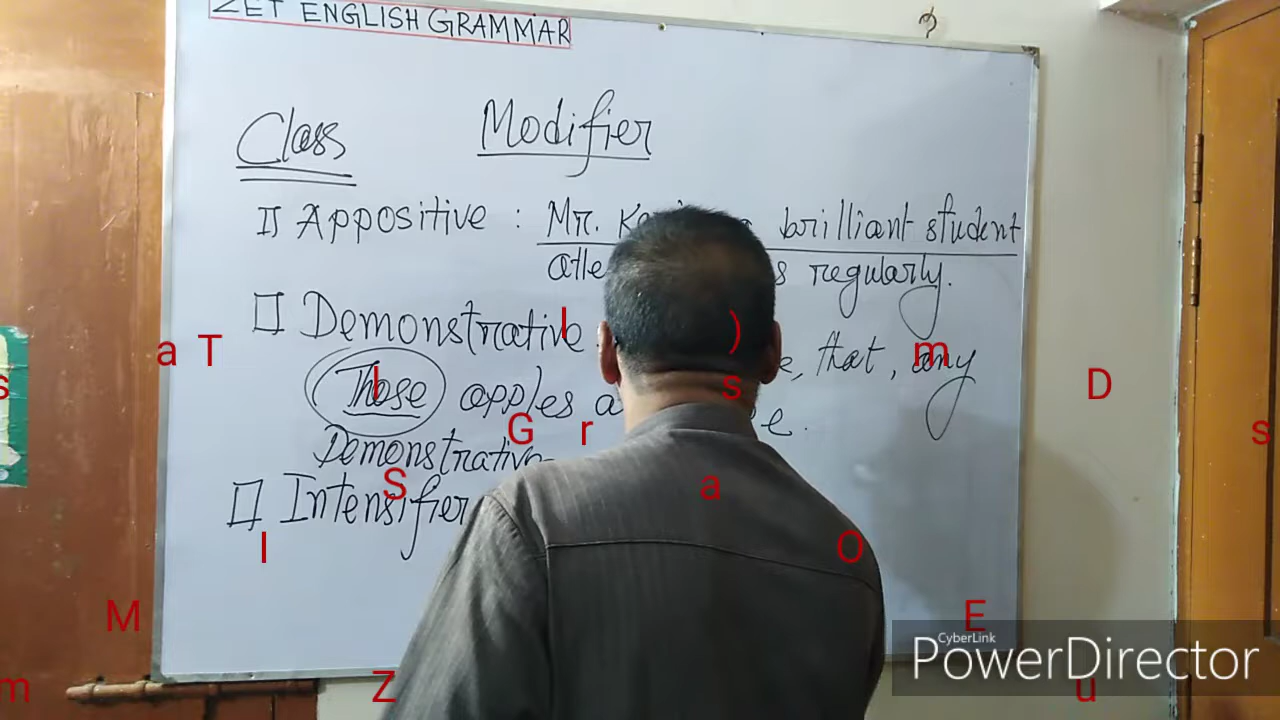 ZET ENGLISH GRAMMAR
Class Modifier
Appositive : Mr. brilliant student
regularly.
Demonstrative
that, any
Those apples
Demonstrative
Intensifier
l )
a T m
s l s D
G r s
S a
I O
M E
m Z u
CyberLink
PowerDirector